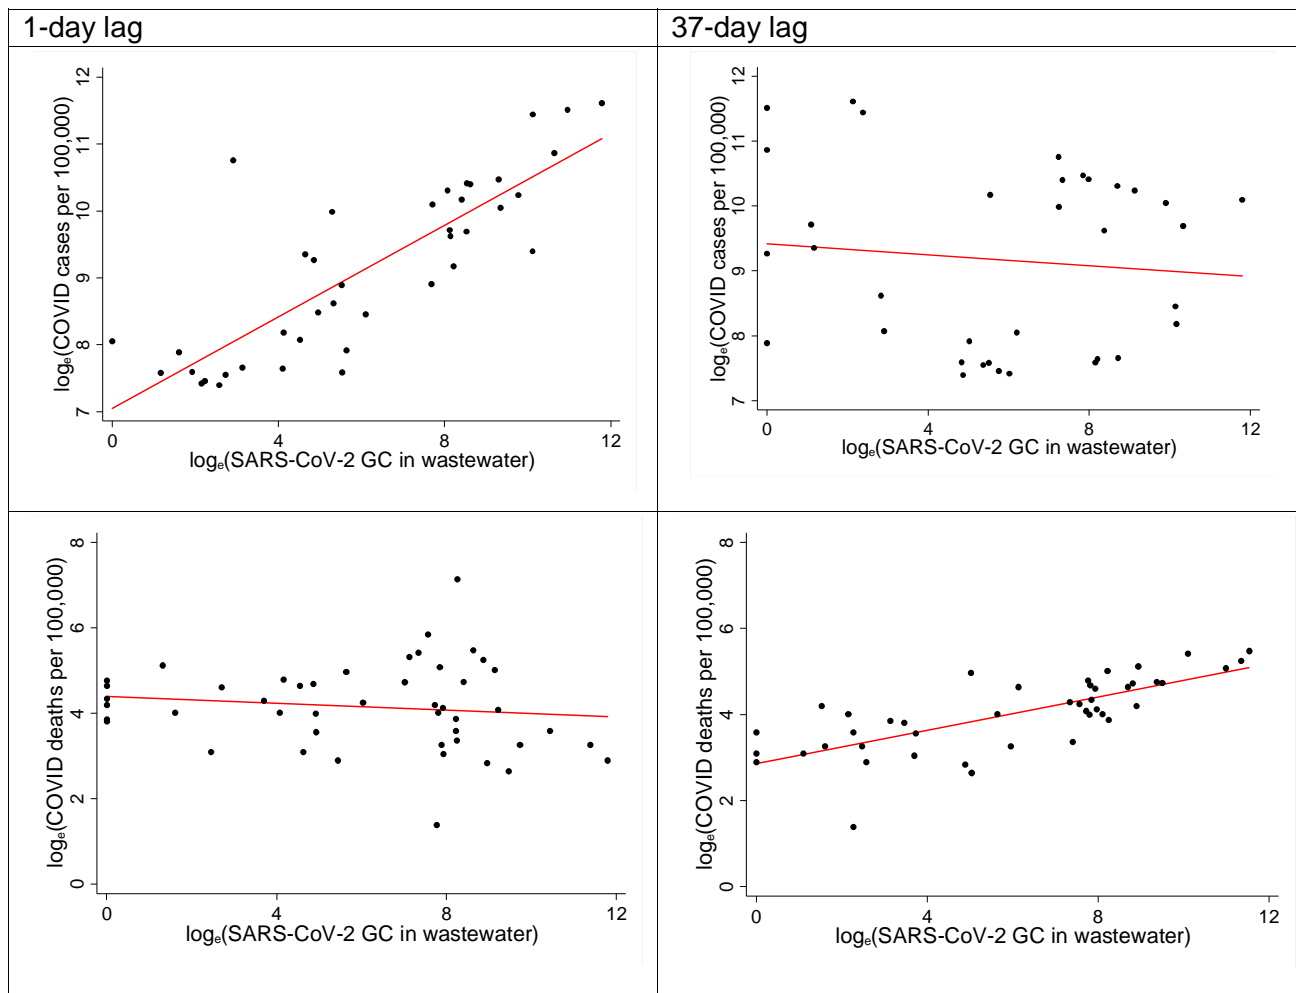 1-day lag
37-day lag
logₑ(COVID cases per 100,000)
12
11
10
9
8
7
0 4 8 12
logₑ(SARS-CoV-2 GC in wastewater)
logₑ(COVID cases per 100,000)
12
11
10
9
8
7
0 4 8 12
logₑ(SARS-CoV-2 GC in wastewater)
logₑ(COVID deaths per 100,000)
8
6
4
2
0
0 4 8 12
logₑ(SARS-CoV-2 GC in wastewater)
logₑ(COVID deaths per 100,000)
8
6
4
2
0
0 4 8 12
logₑ(SARS-CoV-2 GC in wastewater)